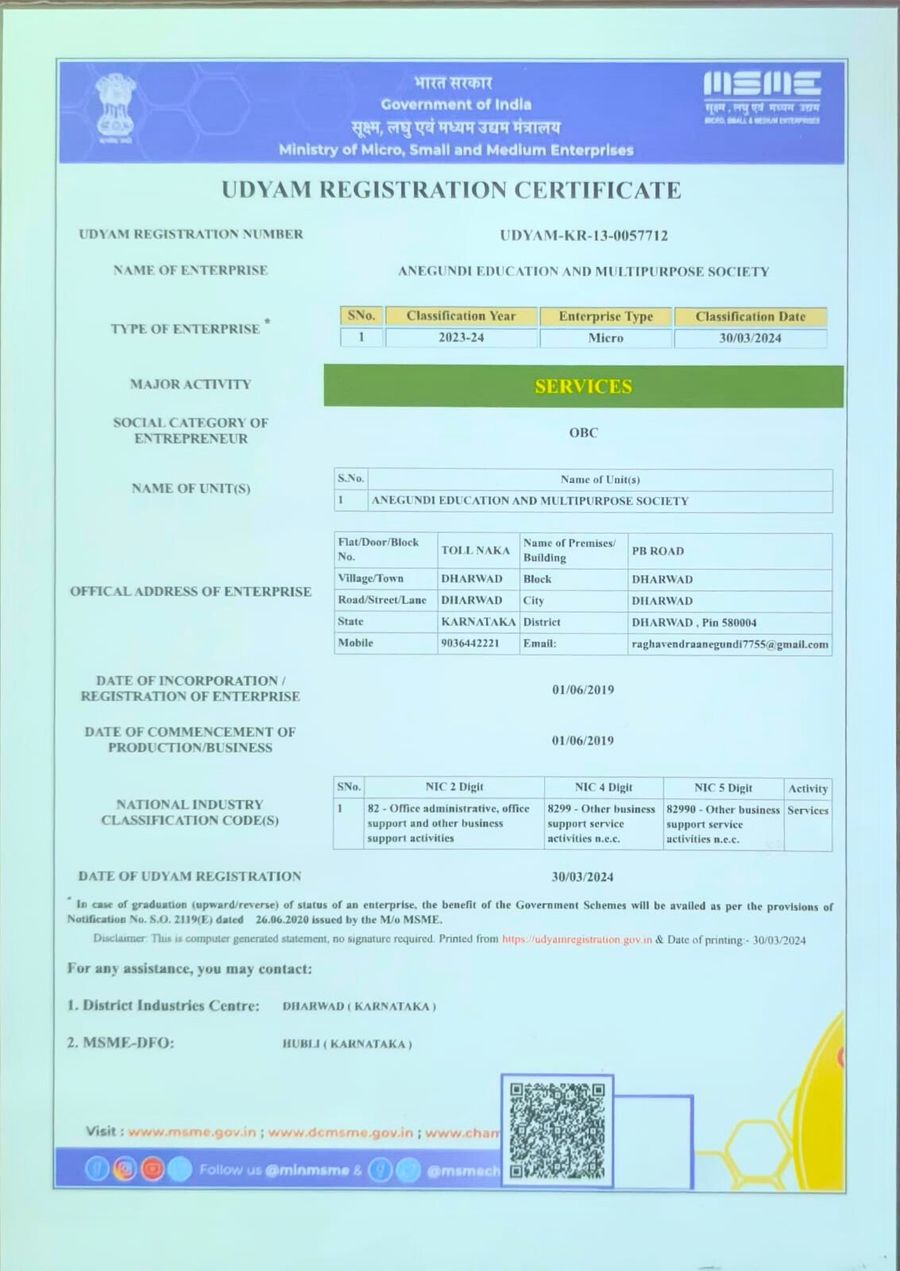 भारत सरकार
Government of India
सूक्ष्म, लघु एवं मध्यम उद्यम मंत्रालय
Ministry of Micro, Small and Medium Enterprises
MSME
सूक्ष्म, लघु एवं मध्यम उद्यम
MICRO, SMALL & MEDIUM ENTERPRISES
UDYAM REGISTRATION CERTIFICATE
UDYAM REGISTRATION NUMBER UDYAM-KR-13-0057712
NAME OF ENTERPRISE ANEGUNDI EDUCATION AND MULTIPURPOSE SOCIETY
TYPE OF ENTERPRISE *
SNo. Classification Year Enterprise Type Classification Date
1 2023-24 Micro 30/03/2024
MAJOR ACTIVITY SERVICES
SOCIAL CATEGORY OF
ENTREPRENEUR
OBC
NAME OF UNIT(S)
S.No. Name of Unit(s)
1 ANEGUNDI EDUCATION AND MULTIPURPOSE SOCIETY
OFFICAL ADDRESS OF ENTERPRISE
Flat/Door/Block No. TOLL NAKA Name of Premises/ Building PB ROAD
Village/Town DHARWAD Block DHARWAD
Road/Street/Lane DHARWAD City DHARWAD
State KARNATAKA District DHARWAD , Pin 580004
Mobile 9036442221 Email: raghavendraanegundi7755@gmail.com
DATE OF INCORPORATION /
REGISTRATION OF ENTERPRISE
01/06/2019
DATE OF COMMENCEMENT OF
PRODUCTION/BUSINESS
01/06/2019
NATIONAL INDUSTRY
CLASSIFICATION CODE(S)
SNo. NIC 2 Digit NIC 4 Digit NIC 5 Digit Activity
1 82 - Office administrative, office support and other business support activities 8299 - Other business support service activities n.e.c. 82990 - Other business support service activities n.e.c. Services
DATE OF UDYAM REGISTRATION 30/03/2024
* In case of graduation (upward/reverse) of status of an enterprise, the benefit of the Government Schemes will be availed as per the provisions of
Notification No. S.O. 2119(E) dated 26.06.2020 issued by the M/o MSME.
Disclaimer: This is computer generated statement, no signature required. Printed from https://udyamregistration.gov.in & Date of printing:- 30/03/2024
For any assistance, you may contact:
1. District Industries Centre: DHARWAD ( KARNATAKA )
2. MSME-DFO: HUBLI ( KARNATAKA )
Visit : www.msme.gov.in ; www.dcmsme.gov.in ; www.cham
Follow us @minmsme & @msmech